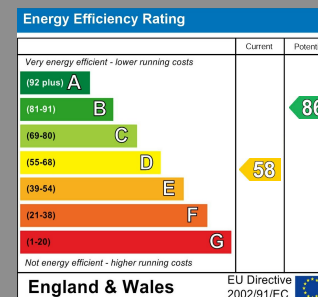 Energy Efficiency Rating
Current
Very energy efficient - lower running costs
(92 plus) A
(81-91) B
(69-80) C
(55-68) D
58
(39-54) E
(21-38) F
(1-20) G
Not energy efficient - higher running costs
England & Wales
EU Directive
2002/91/EC